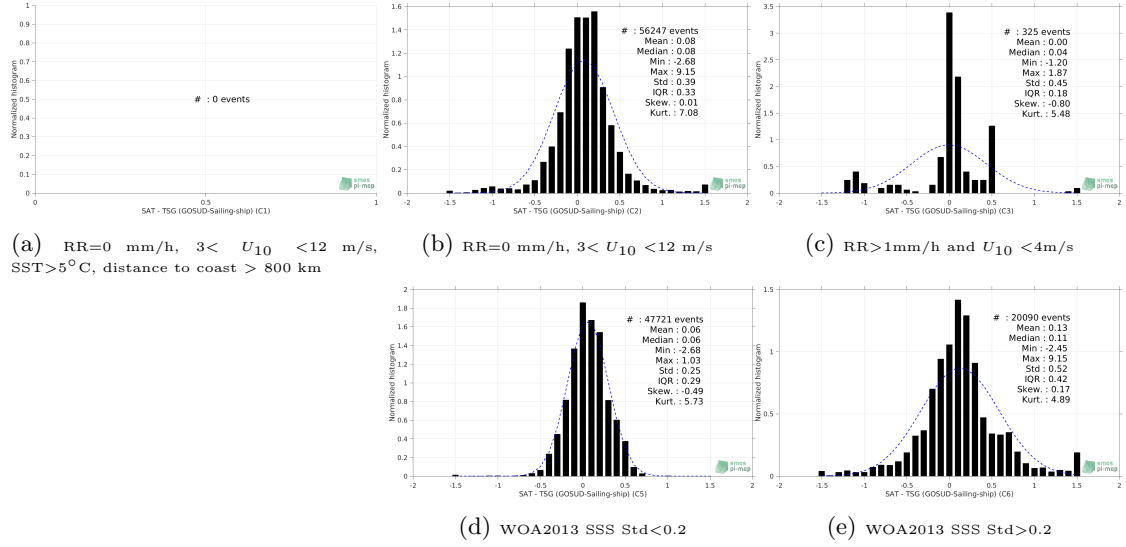 1
0.9
0.8
0.7
0.6
0.5
0.4
0.3
0.2
0.1
0
Normalized histogram
# : 0 events
0 0.5 1
SAT - TSG (GOSUD-Sailing-ship) (C1)
smos
pi-mep
(a) RR=0 mm/h, 3< U10 <12 m/s,
SST>5°C, distance to coast > 800 km
1.6
1.4
1.2
1
0.8
0.6
0.4
0.2
0
Normalized histogram
# : 56247 events
Mean : 0.08
Median : 0.08
Min : -2.68
Max : 9.15
Std : 0.39
IQR : 0.33
Skew. : 0.01
Kurt. : 7.08
-2 -1.5 -1 -0.5 0 0.5 1 1.5 2
SAT - TSG (GOSUD-Sailing-ship) (C2)
smos
pi-mep
(b) RR=0 mm/h, 3< U10 <12 m/s
3.5
3
2.5
2
1.5
1
0.5
0
Normalized histogram
# : 325 events
Mean : 0.00
Median : 0.04
Min : -1.20
Max : 1.87
Std : 0.45
IQR : 0.18
Skew. : -0.80
Kurt. : 5.48
-2 -1.5 -1 -0.5 0 0.5 1 1.5 2
SAT - TSG (GOSUD-Sailing-ship) (C3)
smos
pi-mep
(c) RR>1mm/h and U10 <4m/s
2
1.8
1.6
1.4
1.2
1
0.8
0.6
0.4
0.2
0
Normalized histogram
# : 47721 events
Mean : 0.06
Median : 0.06
Min : -2.68
Max : 1.03
Std : 0.25
IQR : 0.29
Skew. : -0.49
Kurt. : 5.73
-2 -1.5 -1 -0.5 0 0.5 1 1.5 2
SAT - TSG (GOSUD-Sailing-ship) (C5)
smos
pi-mep
(d) WOA2013 SSS Std<0.2
1.5
1
0.5
0
Normalized histogram
# : 20090 events
Mean : 0.13
Median : 0.11
Min : -2.45
Max : 9.15
Std : 0.52
IQR : 0.42
Skew. : 0.17
Kurt. : 4.89
-2 -1.5 -1 -0.5 0 0.5 1 1.5 2
SAT - TSG (GOSUD-Sailing-ship) (C6)
smos
pi-mep
(e) WOA2013 SSS Std>0.2